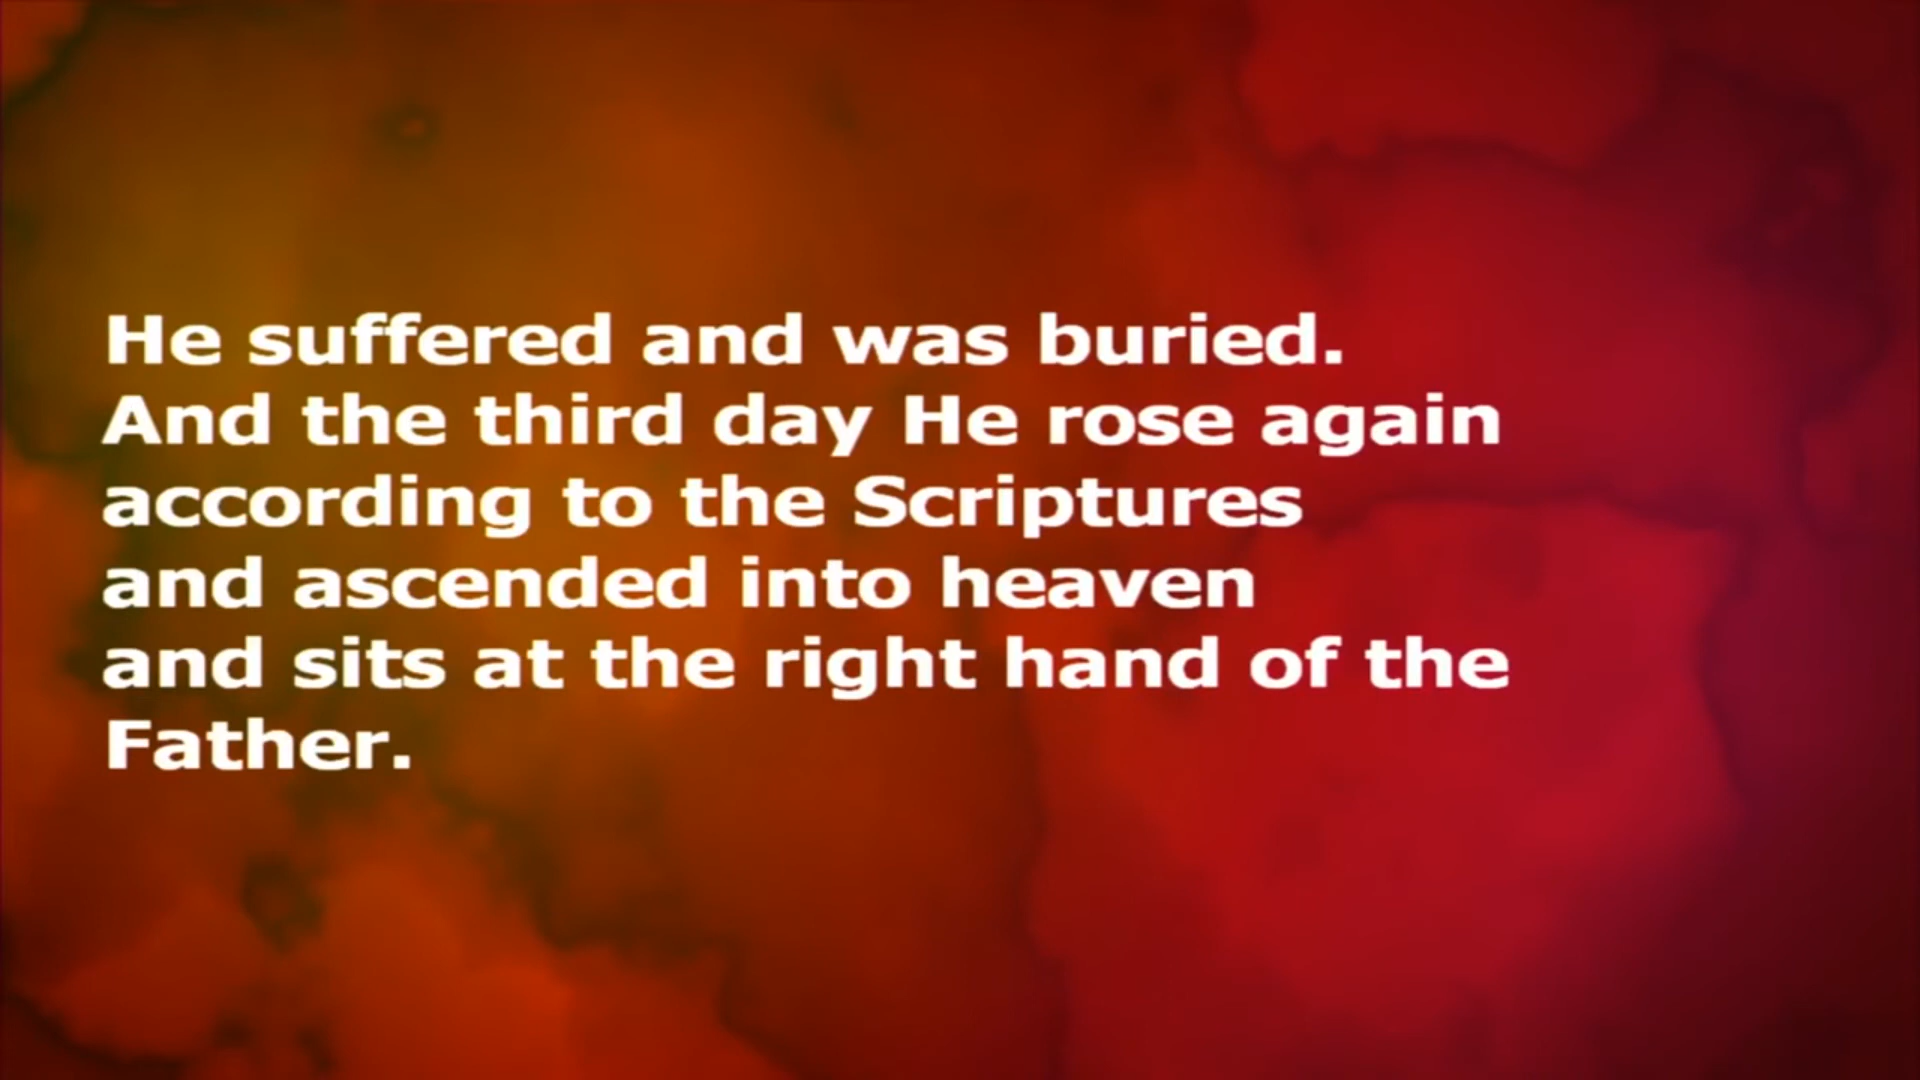 He suffered and was buried.
And the third day He rose again
according to the Scriptures
and ascended into heaven
and sits at the right hand of the
Father.